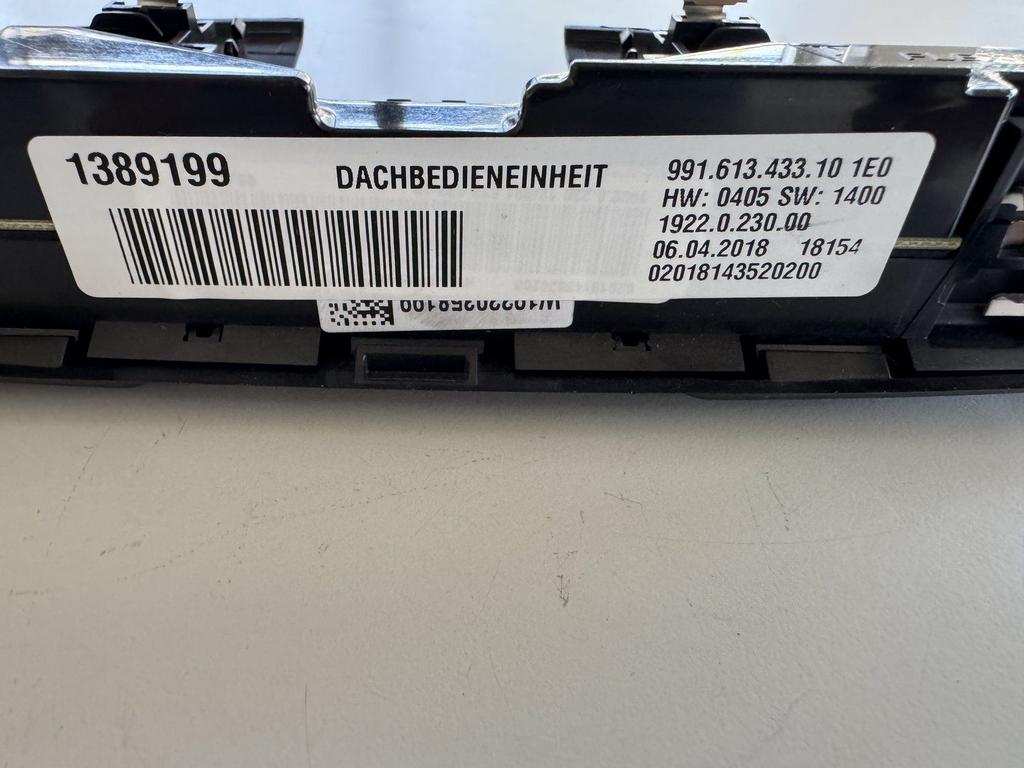 1389199
DACHBEDIENEINHEIT
991.613.433.10 1E0
HW: 0405 SW: 1400
1922.0.230.00
06.04.2018 18154
02018143520200